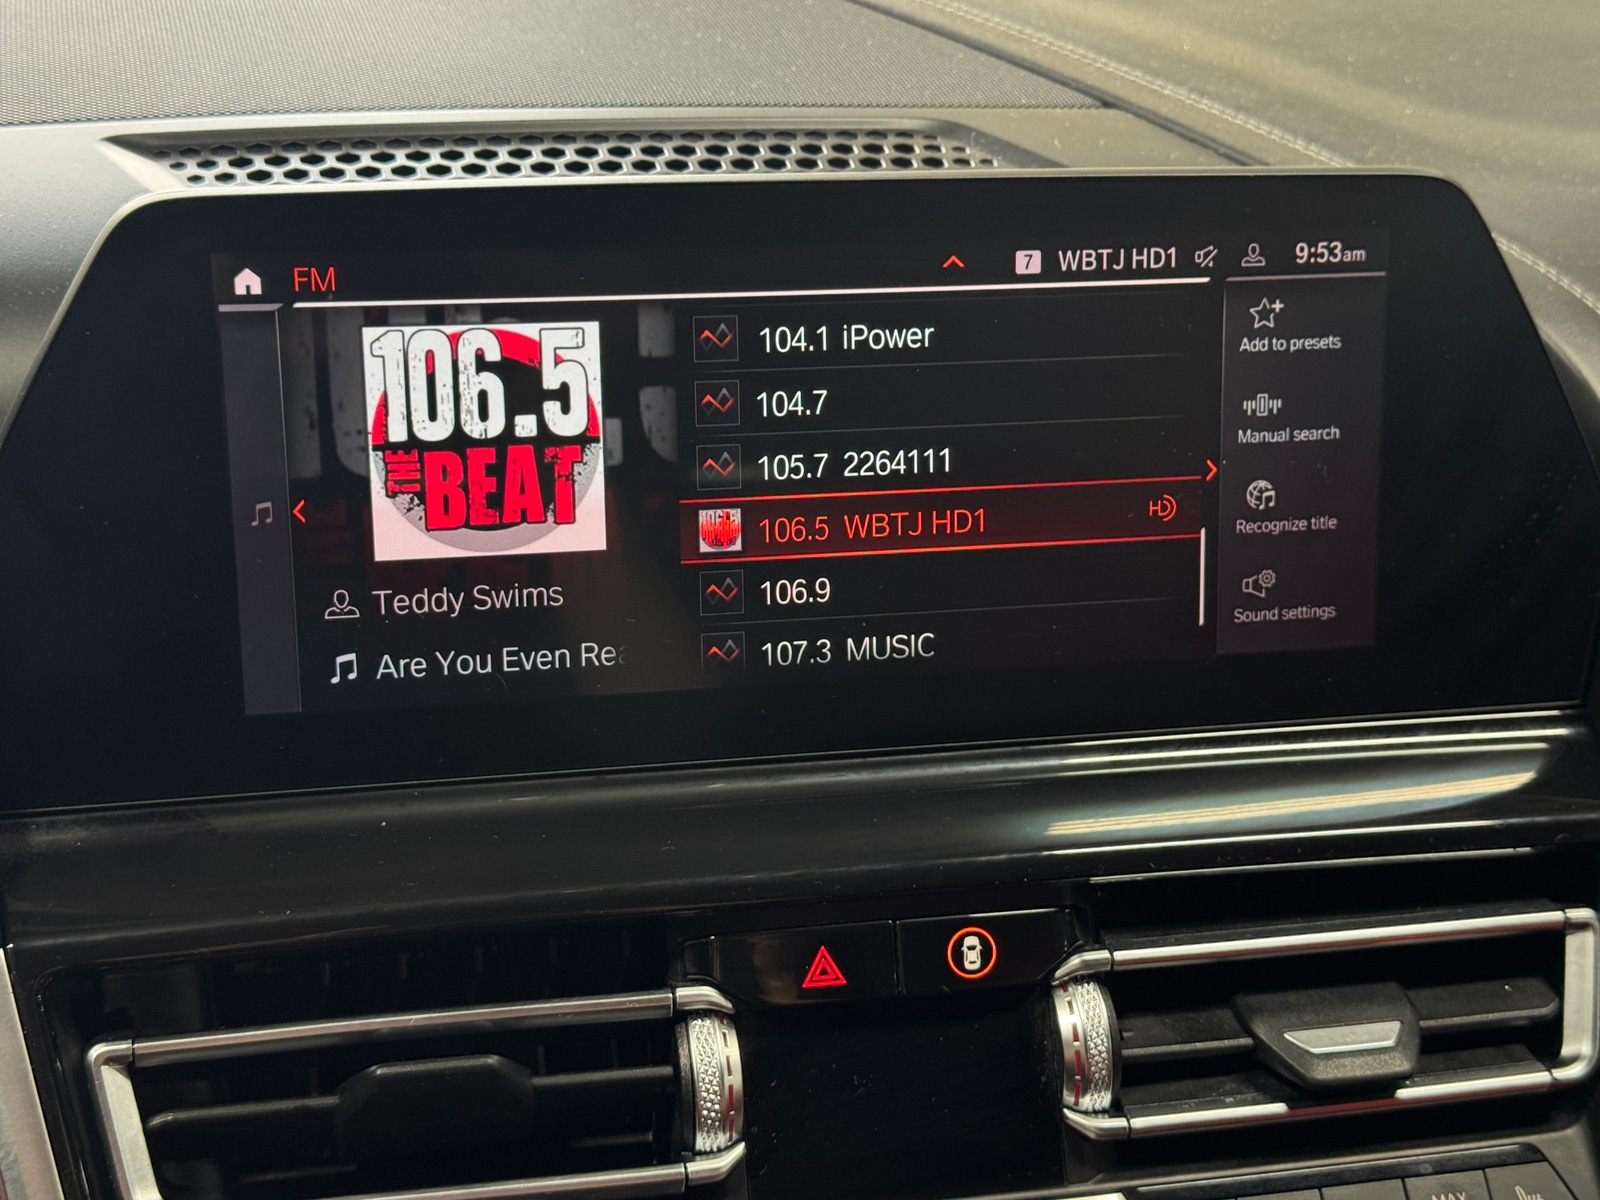 FM
7 WBTJ HD1
9:53am
106.5
THE BEAT
Teddy Swims
Are You Even Re
104.1 iPower
104.7
105.7 2264111
106.5 WBTJ HD1 HD
106.9
107.3 MUSIC
Add to presets
Manual search
Recognize title
Sound settings
MAX